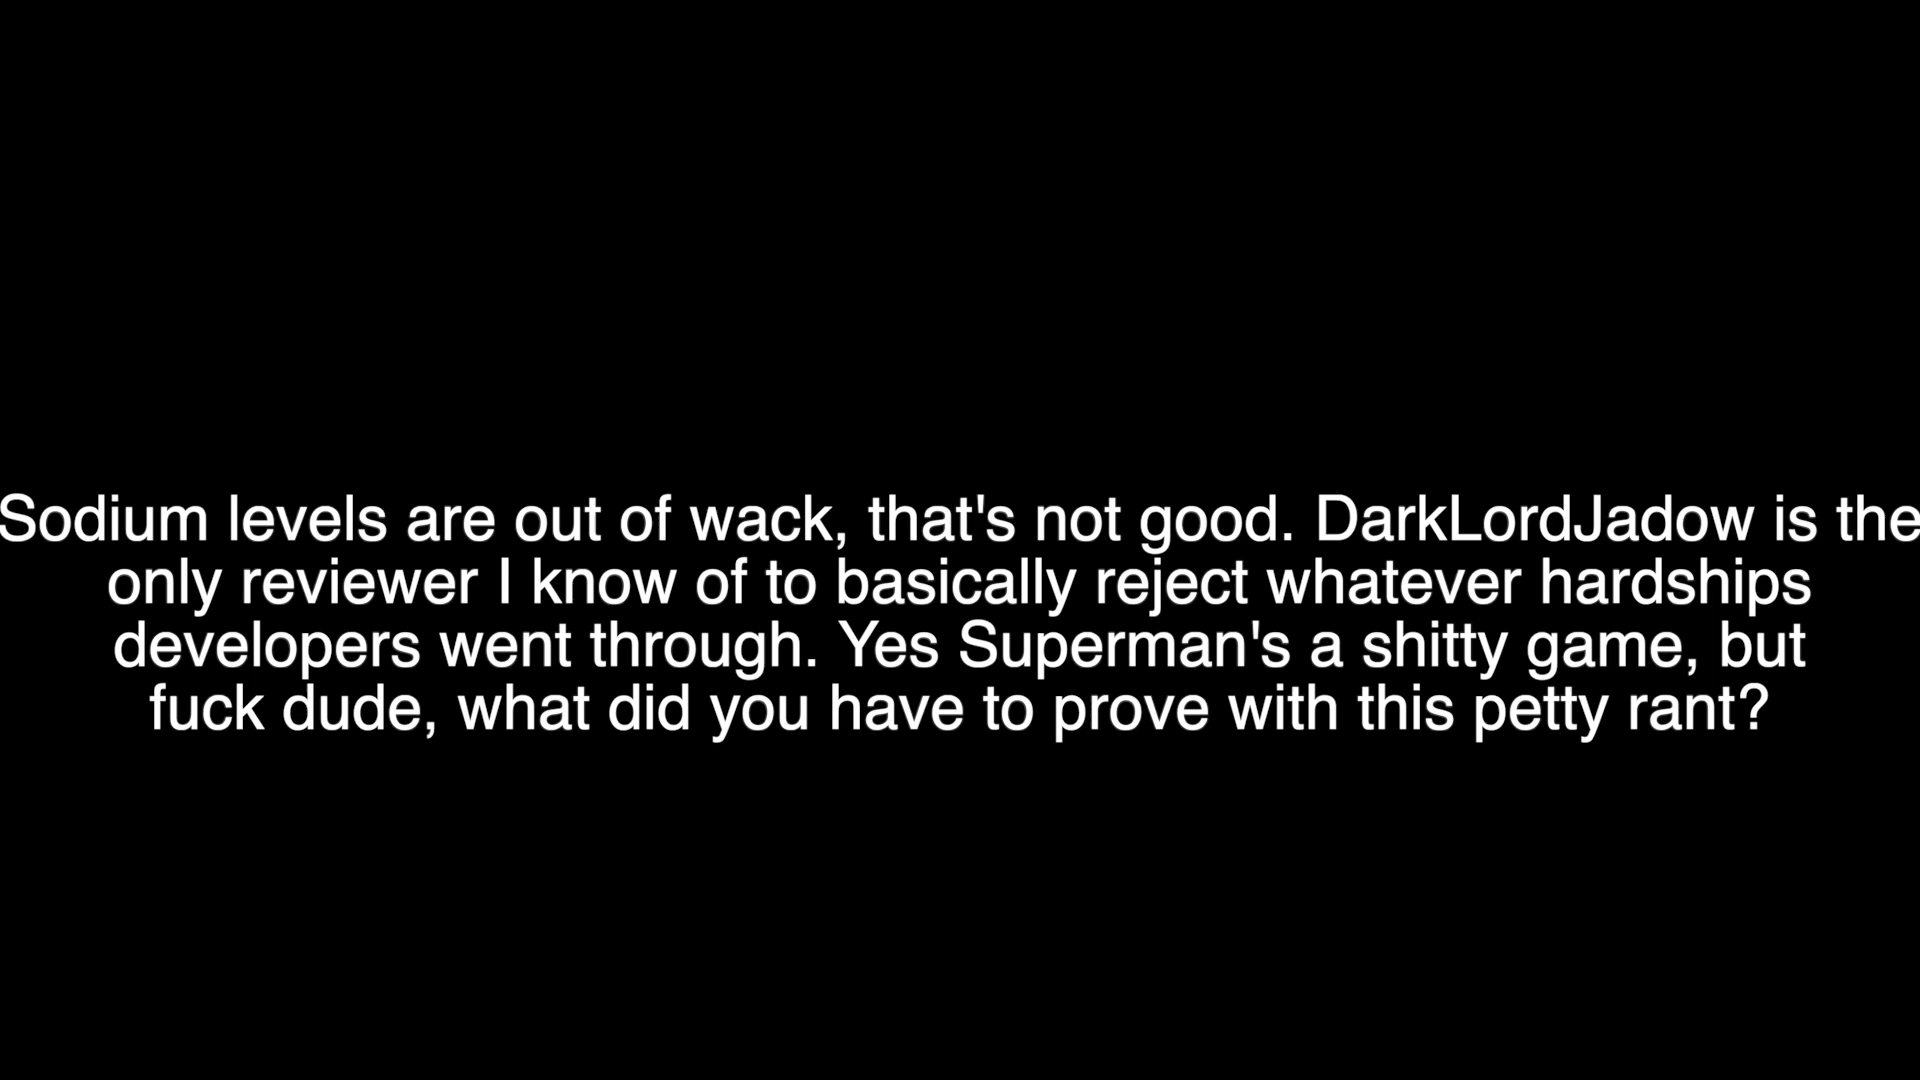 Sodium levels are out of wack, that's not good. DarkLordJadow is the
only reviewer I know of to basically reject whatever hardships
developers went through. Yes Superman's a shitty game, but
fuck dude, what did you have to prove with this petty rant?